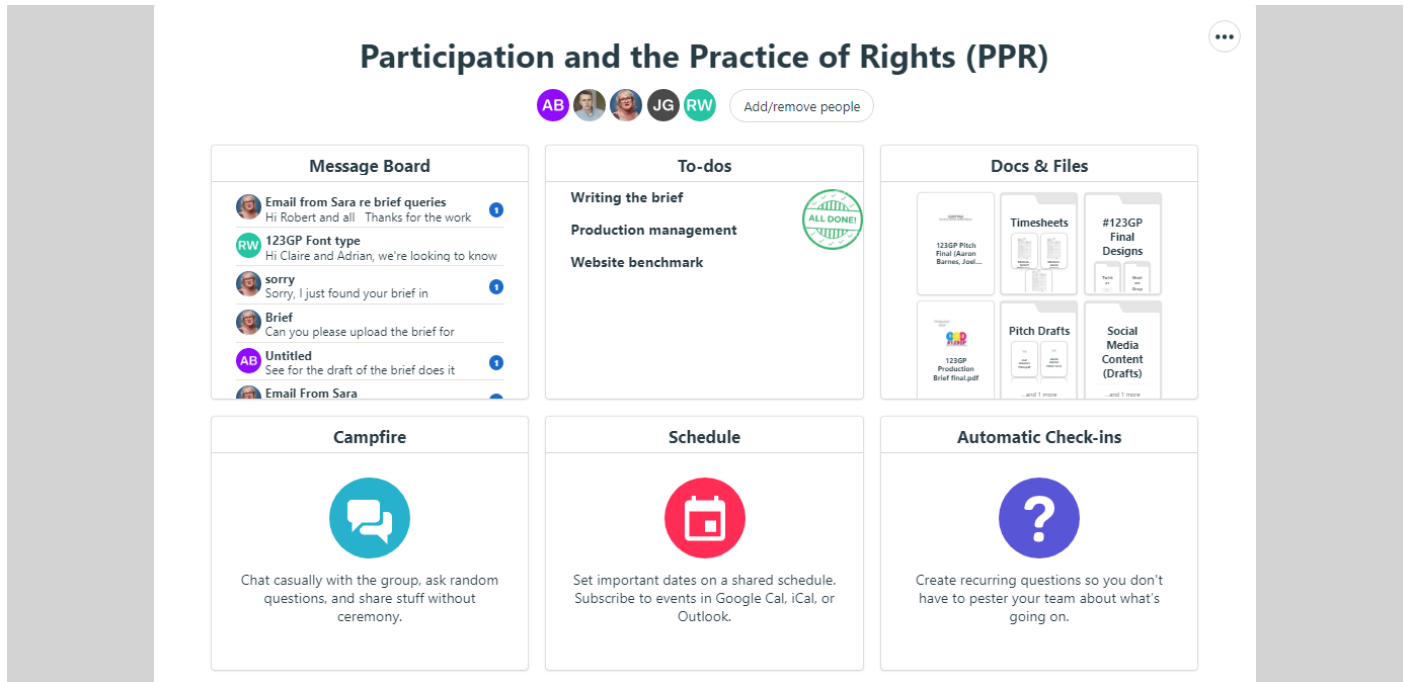 Participation and the Practice of Rights (PPR)
AB
JG
RW
Add/remove people
Message Board
Email from Sara re brief queries
Hi Robert and all Thanks for the work
1
RW
123GP Font type
Hi Claire and Adrian, we're looking to know
sorry
Sorry, I just found your brief in
1
Brief
Can you please upload the brief for
AB
Untitled
See for the draft of the brief does it
1
Email From Sara
To-dos
Writing the brief
ALL DONE!
Production management
Website benchmark
Docs & Files
123GP Pitch
Final (Aaron
Barnes, Joel...
Timesheets
#123GP
Final
Designs
123GP
Production
Brief final.pdf
Pitch Drafts
...and 1 more
Social
Media
Content
(Drafts)
...and 1 more
Campfire
Chat casually with the group, ask random
questions, and share stuff without
ceremony.
Schedule
Set important dates on a shared schedule.
Subscribe to events in Google Cal, iCal, or
Outlook.
Automatic Check-ins
?
Create recurring questions so you don't
have to pester your team about what's
going on.